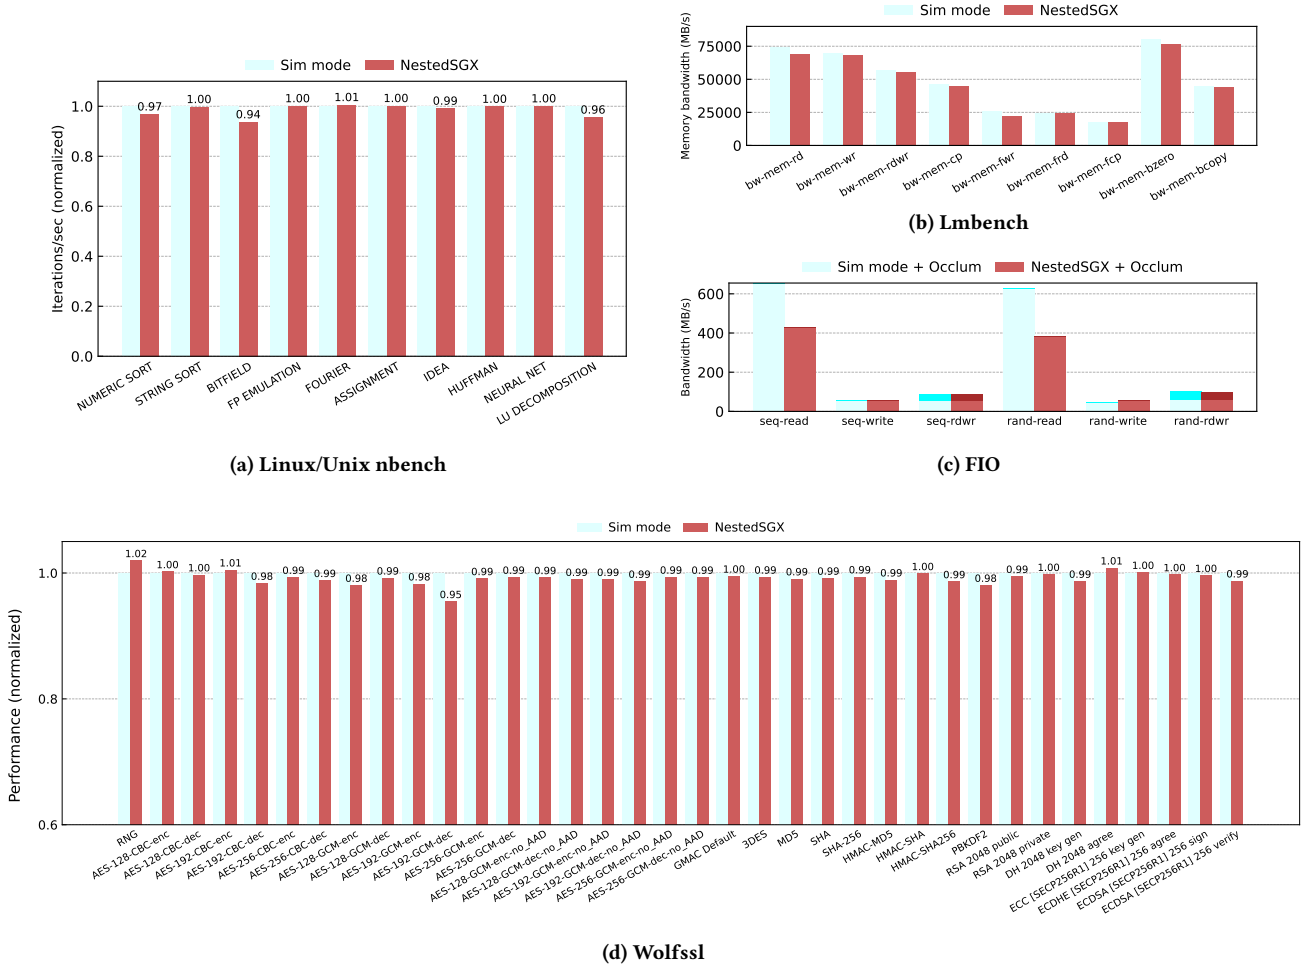 Sim mode NestedSGX
Iterations/sec (normalized)
1.0
0.8
0.6
0.4
0.2
0.0
0.97 1.00 0.94 1.00 1.01 1.00 0.99 1.00 1.00 0.96
NUMERIC SORT
STRING SORT
BITFIELD
FP EMULATION
FOURIER
ASSIGNMENT
IDEA
HUFFMAN
NEURAL NET
LU DECOMPOSITION
(a) Linux/Unix nbench
Sim mode NestedSGX
Memory bandwidth (MB/s)
75000
50000
25000
0
bw-mem-rd
bw-mem-wr
bw-mem-rdwr
bw-mem-cp
bw-mem-fwr
bw-mem-frd
bw-mem-fcp
bw-mem-bzero
bw-mem-bcopy
(b) Lmbench
Sim mode + Occlum NestedSGX + Occlum
Bandwidth (MB/s)
600
400
200
0
seq-read seq-write seq-rdwr rand-read rand-write rand-rdwr
(c) FIO
Sim mode NestedSGX
Performance (normalized)
1.0
0.8
0.6
1.02 1.00 1.00 1.01 0.98 0.99 0.99 0.98 0.99 0.98 0.95 0.99 0.99 0.99 0.99 0.99 0.99 0.99 0.99 1.00 0.99 0.99 0.99 0.99 0.99 1.00 0.99 0.98 0.99 1.00 0.99 1.01 1.00 1.00 1.00 0.99
RNG
AES-128-CBC-enc
AES-128-CBC-dec
AES-192-CBC-enc
AES-192-CBC-dec
AES-256-CBC-enc
AES-256-CBC-dec
AES-128-GCM-enc
AES-128-GCM-dec
AES-192-GCM-enc
AES-192-GCM-dec
AES-256-GCM-enc
AES-256-GCM-dec
AES-128-GCM-enc-no_AAD
AES-128-GCM-dec-no_AAD
AES-192-GCM-enc-no_AAD
AES-192-GCM-dec-no_AAD
AES-256-GCM-enc-no_AAD
AES-256-GCM-dec-no_AAD
GMAC Default
3DES
MD5
SHA
SHA-256
HMAC-MD5
HMAC-SHA
HMAC-SHA256
PBKDF2
RSA 2048 public
RSA 2048 private
DH 2048 key gen
DH 2048 agree
ECC [SECP256R1] 256 key gen
ECDHE [SECP256R1] 256 agree
ECDSA [SECP256R1] 256 sign
ECDSA [SECP256R1] 256 verify
(d) Wolfssl